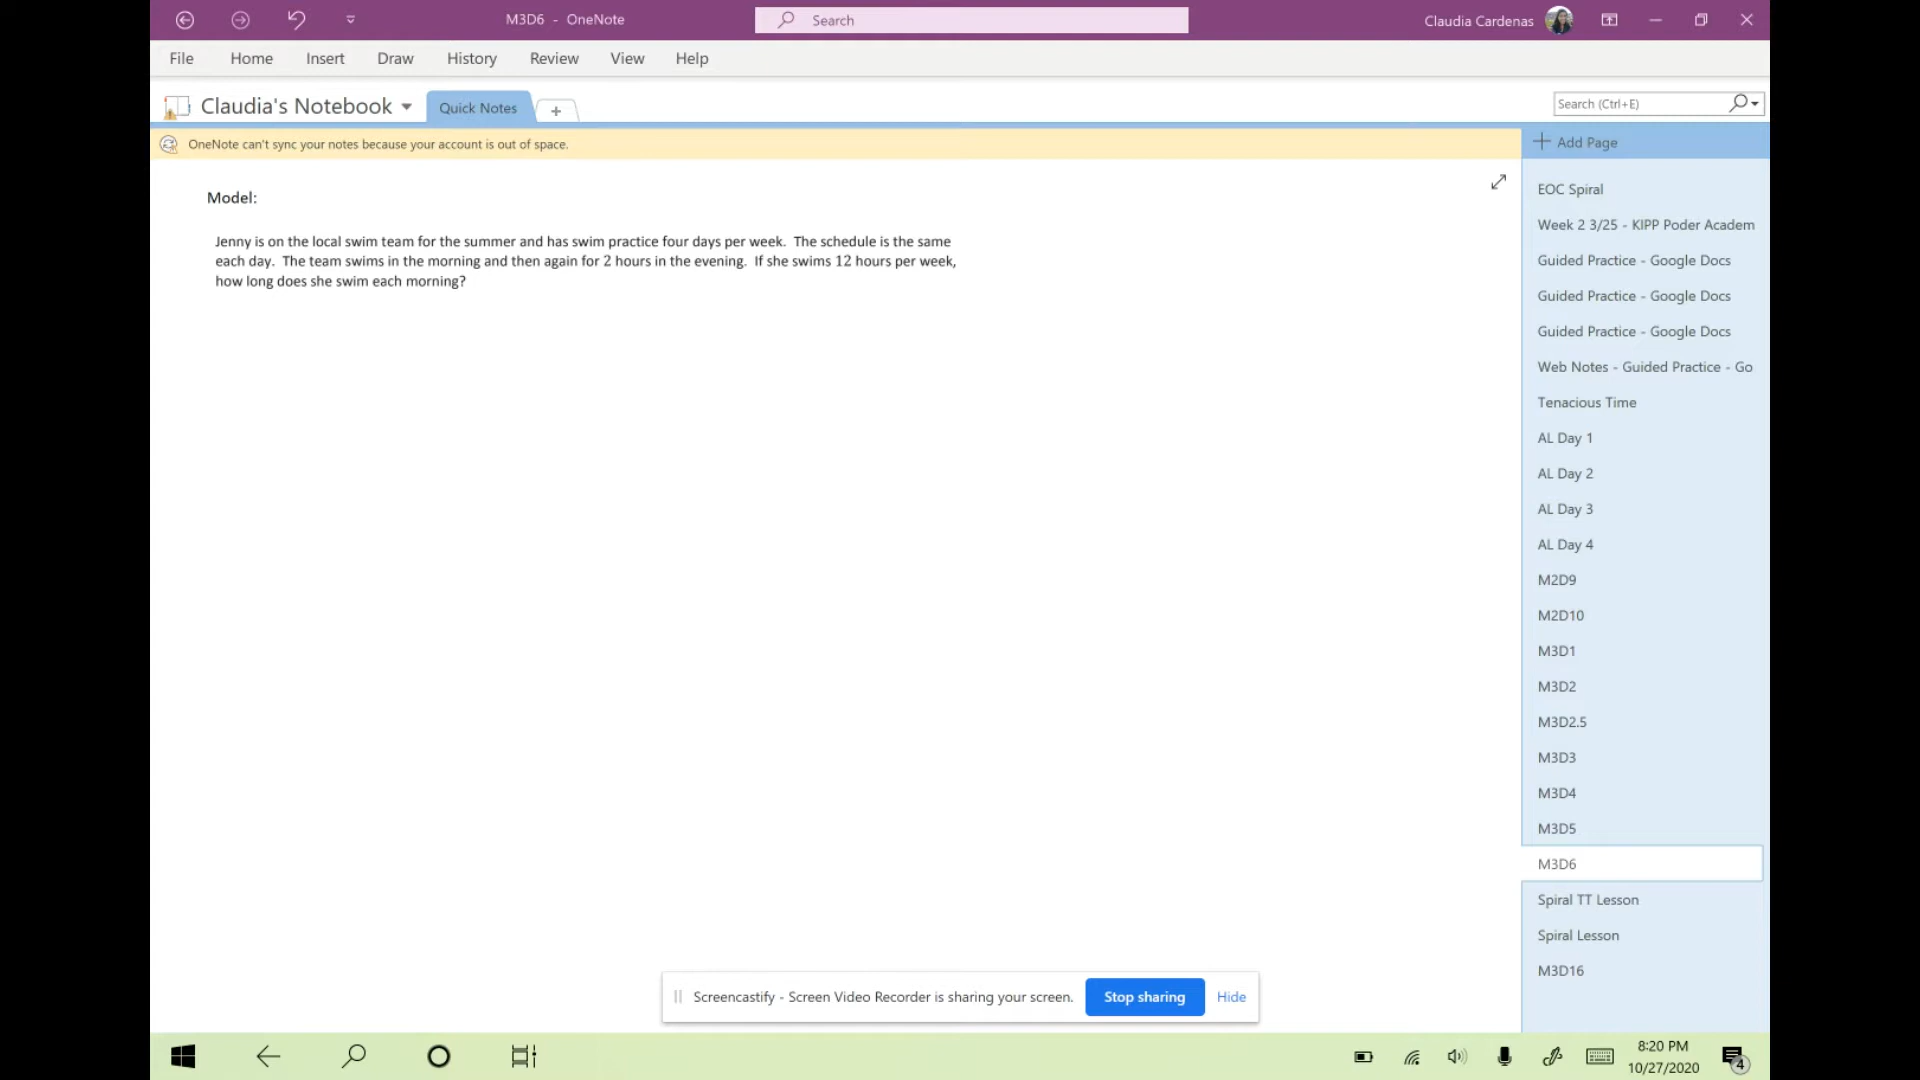 M3D6 - OneNote
Search
Claudia Cardenas
File Home Insert Draw History Review View Help
Claudia's Notebook
Quick Notes
+
Search (Ctrl+E)
OneNote can't sync your notes because your account is out of space.
Add Page
Model:
Jenny is on the local swim team for the summer and has swim practice four days per week. The schedule is the same
each day. The team swims in the morning and then again for 2 hours in the evening. If she swims 12 hours per week,
how long does she swim each morning?
EOC Spiral
Week 2 3/25 - KIPP Poder Academ
Guided Practice - Google Docs
Guided Practice - Google Docs
Guided Practice - Google Docs
Web Notes - Guided Practice - Go
Tenacious Time
AL Day 1
AL Day 2
AL Day 3
AL Day 4
M2D9
M2D10
M3D1
M3D2
M3D2.5
M3D3
M3D4
M3D5
M3D6
Spiral TT Lesson
Spiral Lesson
M3D16
Screencastify - Screen Video Recorder is sharing your screen.
Stop sharing
Hide
8:20 PM
10/27/2020
4